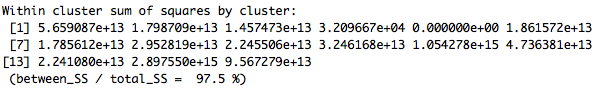 Within cluster sum of squares by cluster:
[1] 5.659087e+13 1.798709e+13 1.457473e+13 3.209667e+04 0.000000e+00 1.861572e+13
[7] 1.785612e+13 2.952819e+13 2.245506e+13 3.246168e+13 1.054278e+15 4.736381e+13
[13] 2.241080e+13 2.897550e+15 9.567279e+13
(between_SS / total_SS = 97.5 %)